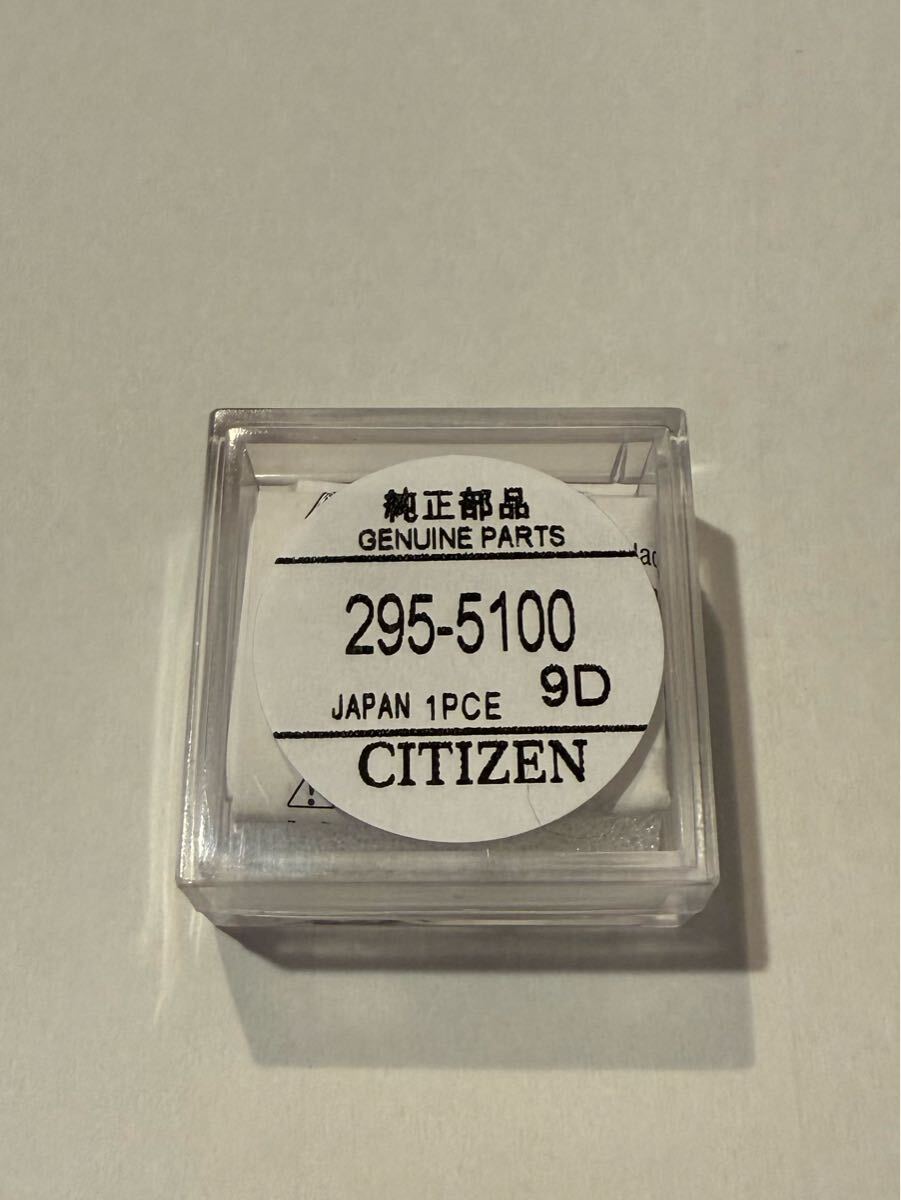 純正部品
GENUINE PARTS
295-5100
JAPAN 1PCE 9D
CITIZEN